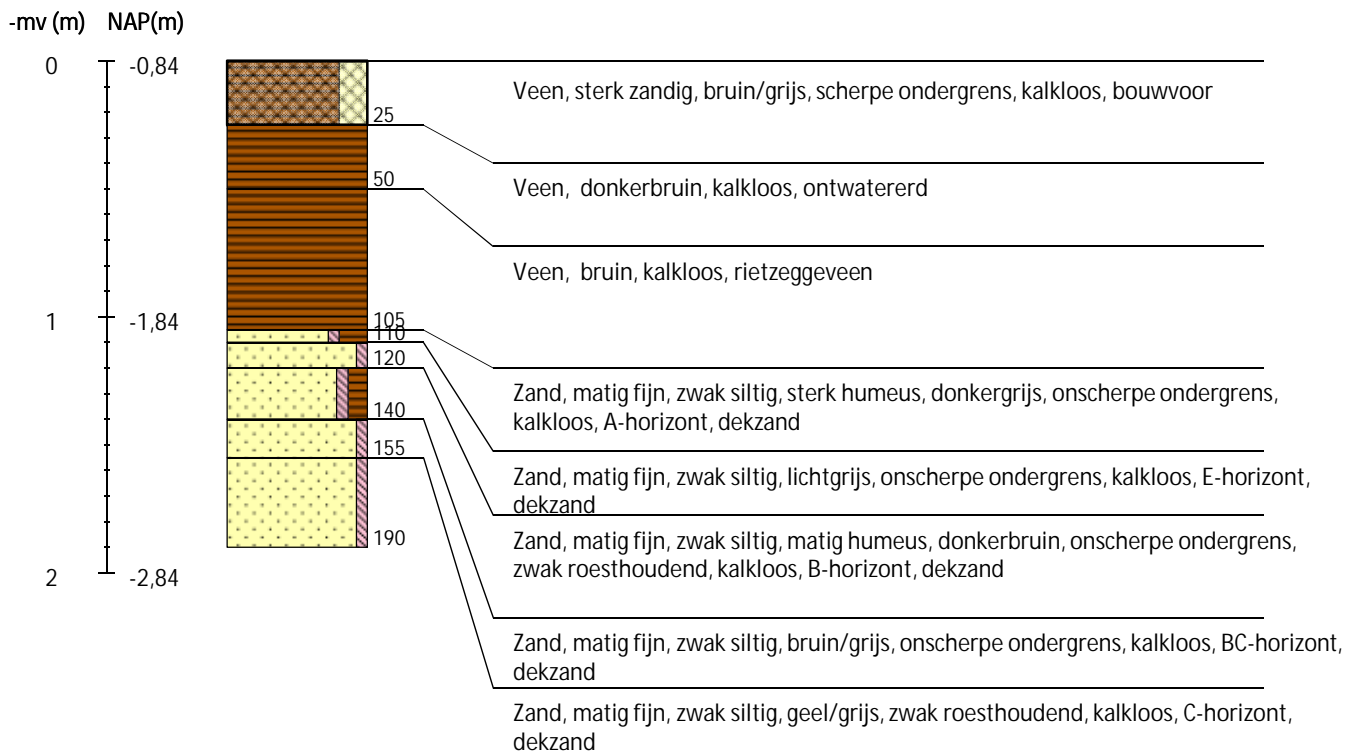 -mv (m) NAP(m)
0 -0,84
Veen, sterk zandig, bruin/grijs, scherpe ondergrens, kalkloos, bouwvoor
25
Veen, donkerbruin, kalkloos, ontwatererd
50
Veen, bruin, kalkloos, rietzeggeveen
1 -1,84
105
110
120
Zand, matig fijn, zwak siltig, sterk humeus, donkergrijs, onscherpe ondergrens,
kalkloos, A-horizont, dekzand
140
155
Zand, matig fijn, zwak siltig, lichtgrijs, onscherpe ondergrens, kalkloos, E-horizont,
dekzand
190
Zand, matig fijn, zwak siltig, matig humeus, donkerbruin, onscherpe ondergrens,
zwak roesthoudend, kalkloos, B-horizont, dekzand
2 -2,84
Zand, matig fijn, zwak siltig, bruin/grijs, onscherpe ondergrens, kalkloos, BC-horizont,
dekzand
Zand, matig fijn, zwak siltig, geel/grijs, zwak roesthoudend, kalkloos, C-horizont,
dekzand